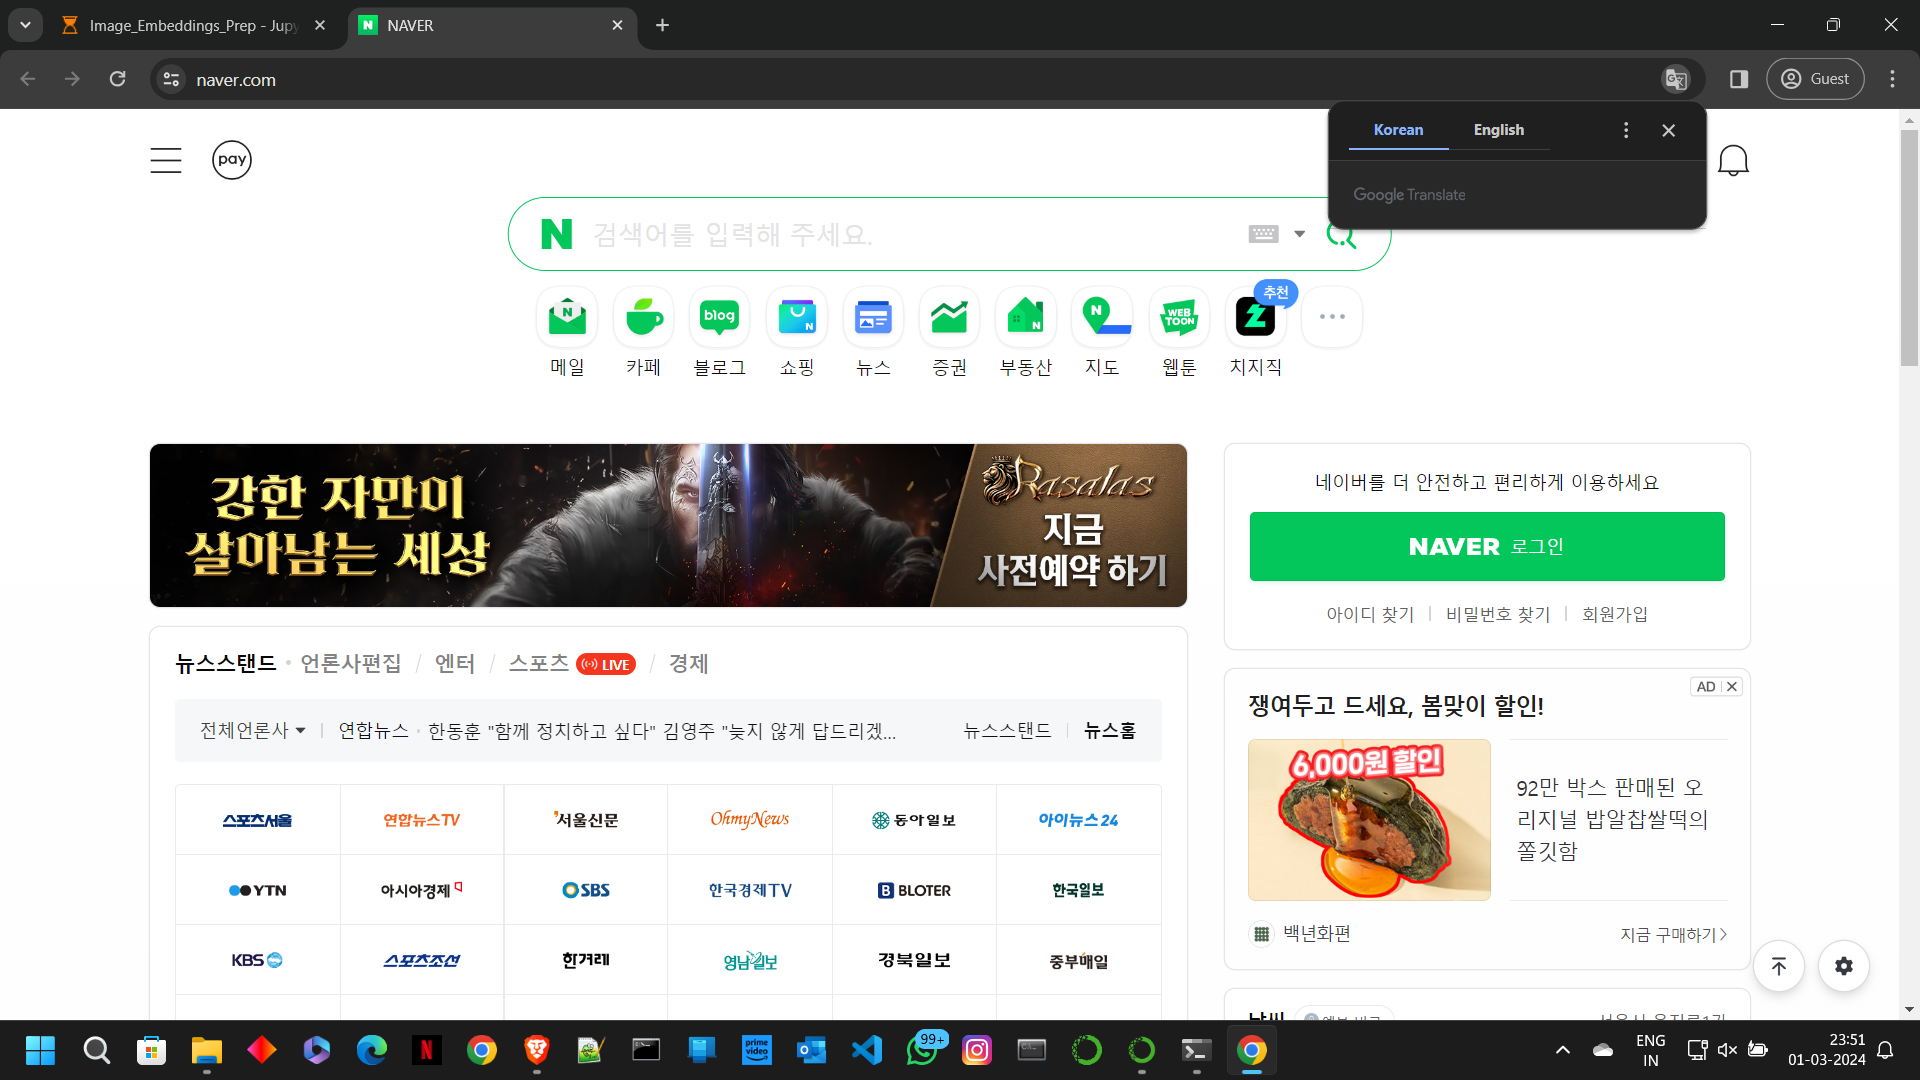 Image_Embeddings_Prep - Jupy
NAVER
naver.com
Guest
Korean
English
Google Translate
pay
N 검색어를 입력해 주세요.
추천
N
blog
N
N
N
WEB
TOON
메일
카페
블로그
쇼핑
뉴스
증권
부동산
지도
웹툰
치지직
강한 자만이
살아남는 세상
Rasalas
지금
사전예약 하기
네이버를 더 안전하고 편리하게 이용하세요
NAVER 로그인
아이디 찾기
비밀번호 찾기
회원가입
뉴스스탠드
언론사편집
엔터
스포츠
LIVE
경제
전체언론사
연합뉴스
한동훈 "함께 정치하고 싶다" 김영주 "늦지 않게 답드리겠...
뉴스스탠드
뉴스홈
스포츠서울
연합뉴스TV
서울신문
OhmyNews
동아일보
아이뉴스24
YTN
아시아경제
SBS
한국경제TV
B BLOTER
한국일보
KBS
스포츠조선
한겨레
영남일보
경북일보
중부매일
AD
쟁여두고 드세요, 봄맞이 할인!
6,000원 할인
92만 박스 판매된 오
리지널 밥알찹쌀떡의
쫄깃함
백년화편
지금 구매하기
99+
prime
video
ENG
IN
23:51
01-03-2024